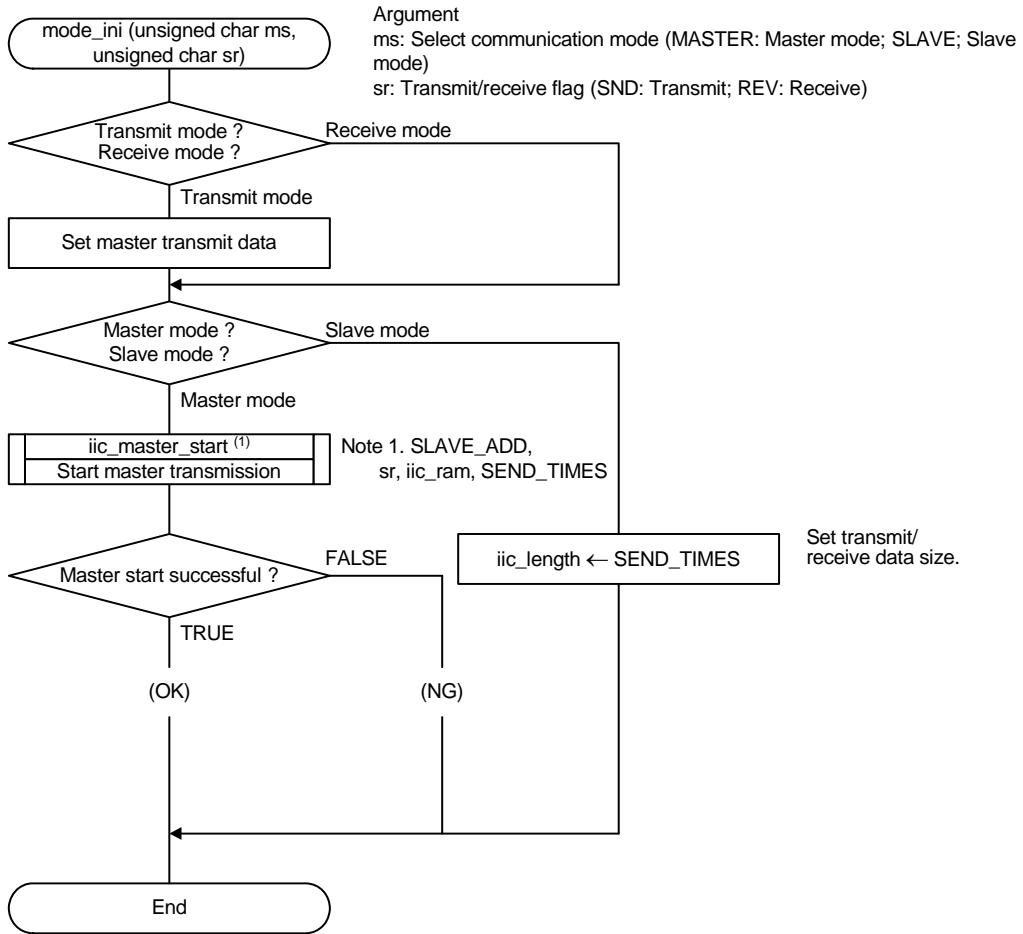 mode_ini (unsigned char ms,
unsigned char sr)
Argument
ms: Select communication mode (MASTER: Master mode; SLAVE; Slave
mode)
sr: Transmit/receive flag (SND: Transmit; REV: Receive)
Transmit mode ?
Receive mode ?
Receive mode
Transmit mode
Set master transmit data
Master mode ?
Slave mode ?
Slave mode
Master mode
iic_master_start (1)
Start master transmission
Note 1. SLAVE_ADD,
sr, iic_ram, SEND_TIMES
Master start successful ?
FALSE
TRUE
iic_length ← SEND_TIMES
Set transmit/
receive data size.
(OK)
(NG)
End